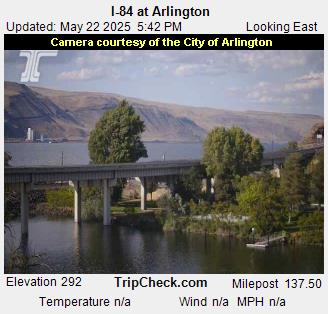 I-84 at Arlington
Updated: May 22 2025 5:42 PM Looking East
Camera courtesy of the City of Arlington
Elevation 292 TripCheck.com Milepost 137.50
Temperature n/a Wind n/a MPH n/a